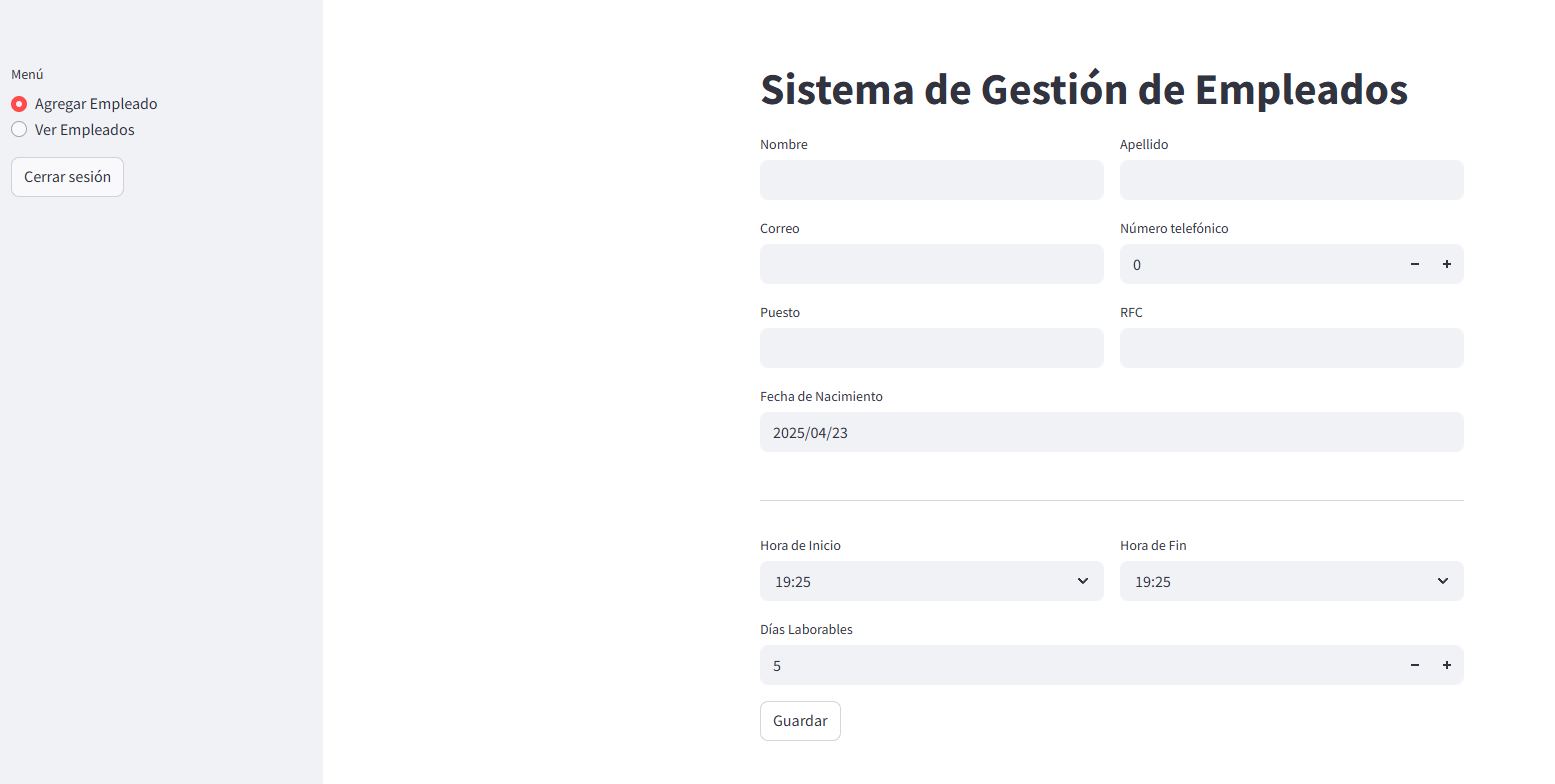 Menú
Agregar Empleado
Ver Empleados
Cerrar sesión
Sistema de Gestión de Empleados
Nombre
Apellido
Correo
Número telefónico
0
Puesto
RFC
Fecha de Nacimiento
2025/04/23
Hora de Inicio
Hora de Fin
19:25
19:25
Días Laborables
5
Guardar